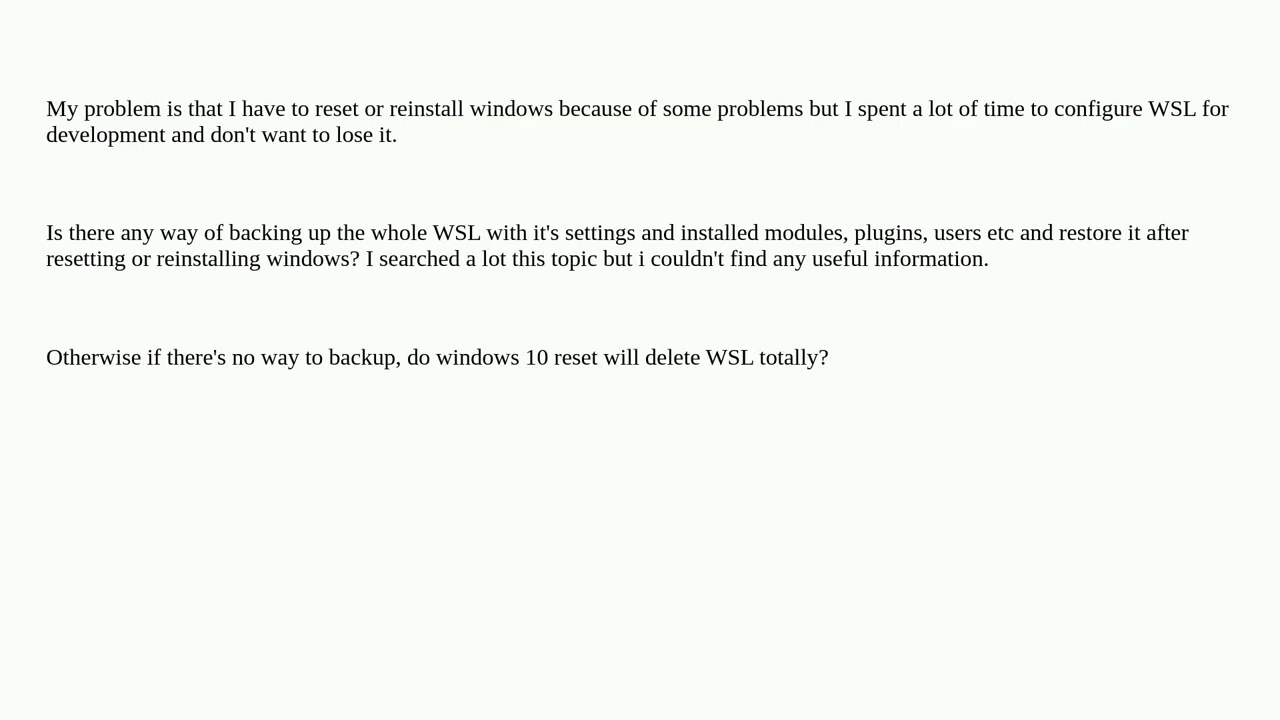 My problem is that I have to reset or reinstall windows because of some problems but I spent a lot of time to configure WSL for
development and don't want to lose it.
Is there any way of backing up the whole WSL with it's settings and installed modules, plugins, users etc and restore it after
resetting or reinstalling windows? I searched a lot this topic but i couldn't find any useful information.
Otherwise if there's no way to backup, do windows 10 reset will delete WSL totally?